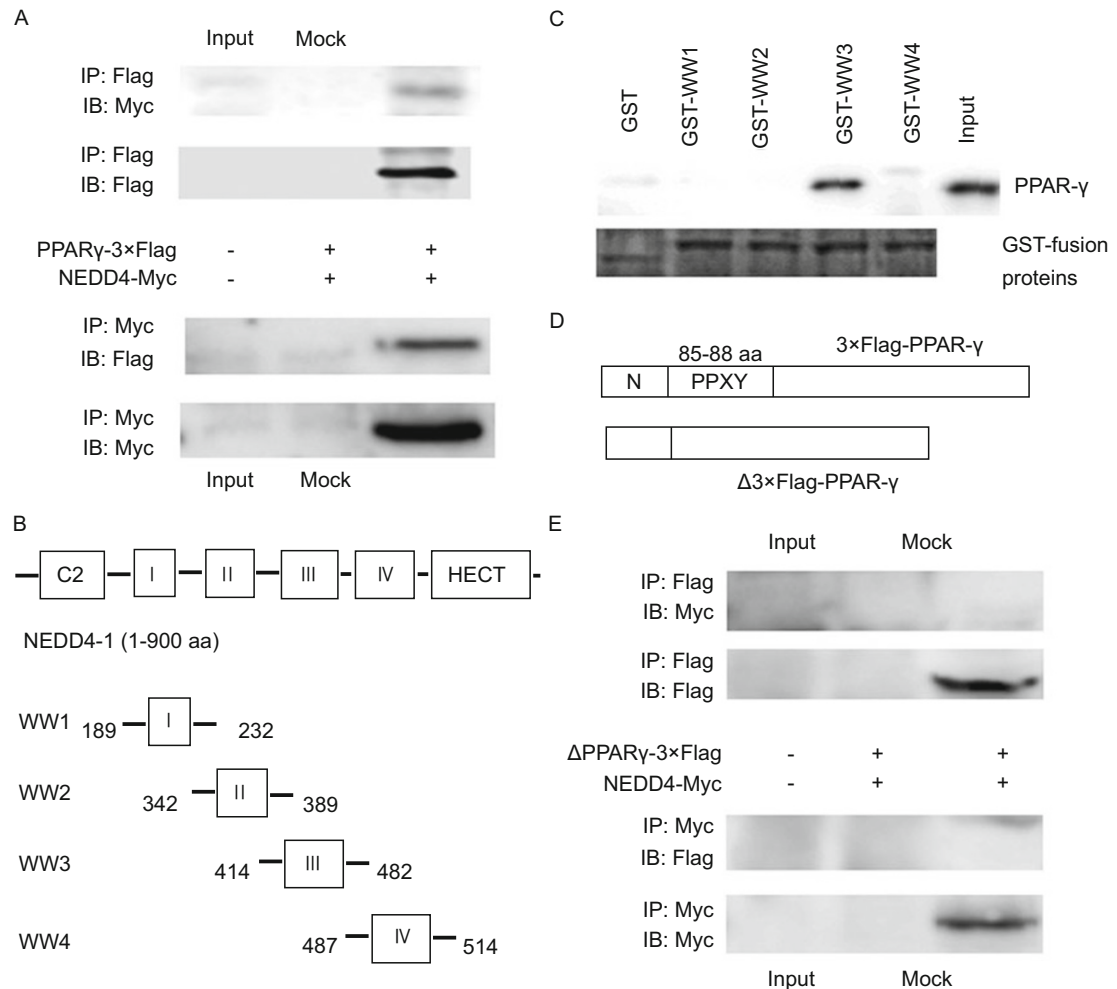 A
Input Mock
IP: Flag
IB: Myc
IP: Flag
IB: Flag
PPARγ-3×Flag - + +
NEDD4-Myc - + +
IP: Myc
IB: Flag
IP: Myc
IB: Myc
Input Mock
B
C2 I II III IV HECT
NEDD4-1 (1-900 aa)
WW1 189 I 232
WW2 342 II 389
WW3 414 III 482
WW4 487 IV 514
C
GST GST-WW1 GST-WW2 GST-WW3 GST-WW4 Input
PPAR-γ
GST-fusion
proteins
D
85-88 aa 3×Flag-PPAR-γ
N PPXY
Δ3×Flag-PPAR-γ
E
Input Mock
IP: Flag
IB: Myc
IP: Flag
IB: Flag
ΔPPARγ-3×Flag - + +
NEDD4-Myc - + +
IP: Myc
IB: Flag
IP: Myc
IB: Myc
Input Mock